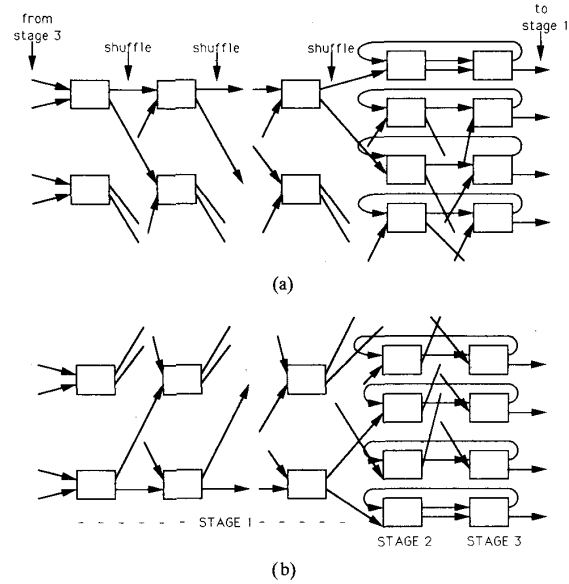 from
stage 3
shuffle
shuffle
shuffle
to
stage 1
(a)
STAGE 1
STAGE 2
STAGE 3
(b)